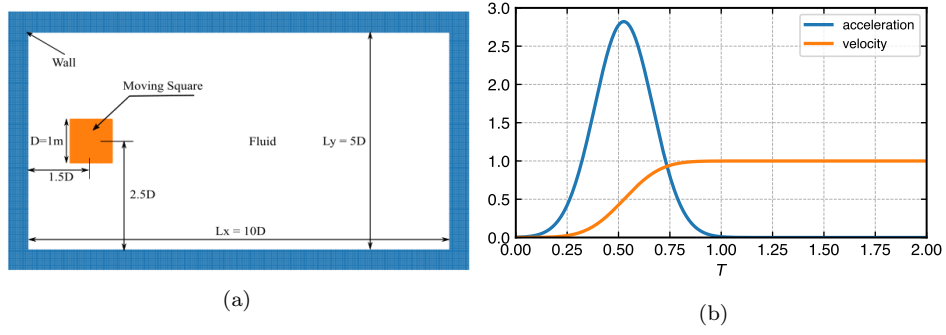 Wall
Moving Square
D=1m
Fluid
Ly = 5D
1.5D
2.5D
Lx = 10D
(a)
3.0
2.5
2.0
1.5
1.0
0.5
0.0
0.00 0.25 0.50 0.75 1.00 1.25 1.50 1.75 2.00
T
acceleration
velocity
(b)